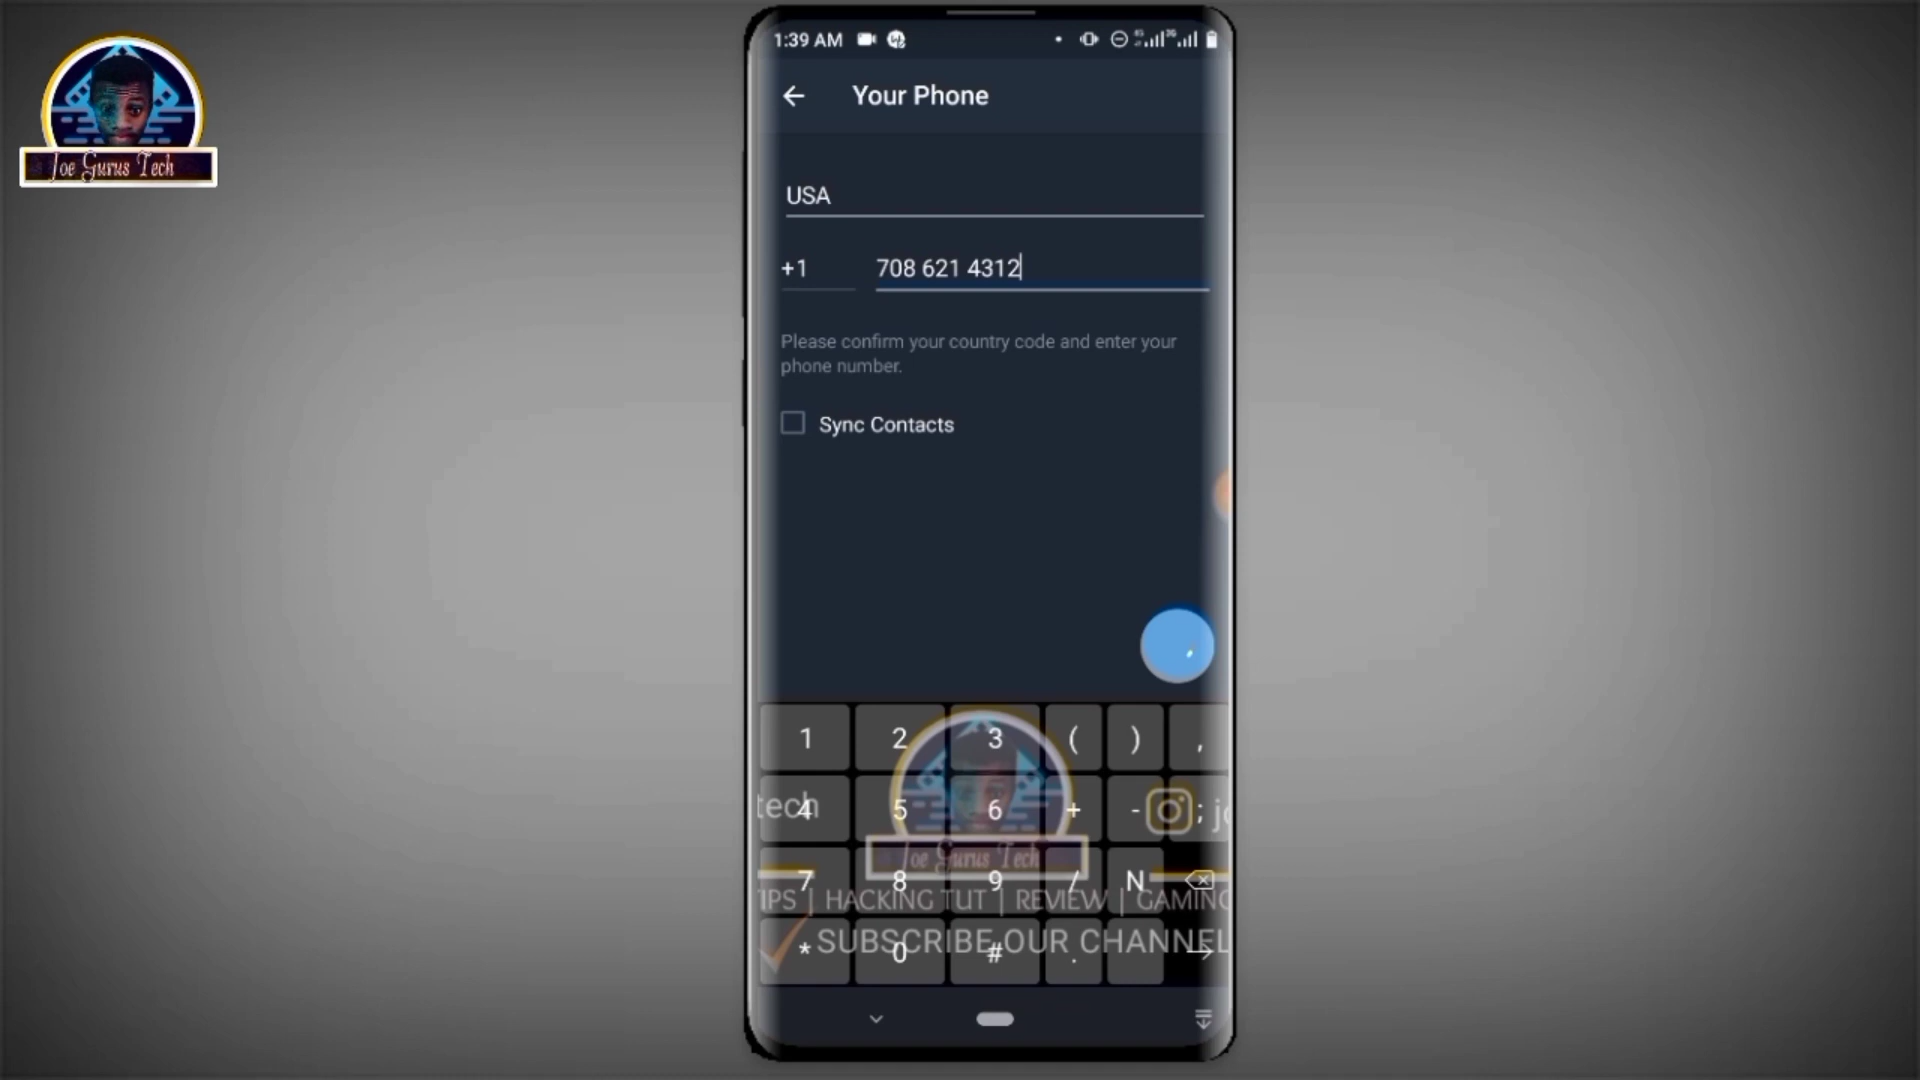 Joe Gurus Tech
1:39 AM
Your Phone
USA
+1 708 621 4312
Please confirm your country code and enter your
phone number.
Sync Contacts
1 2 3 ( ) ,
4 5 6 + - ;
tech
7 8 9 / N
Joe Gurus Tech
IPS | HACKING TUT | REVIEW | GAMING
SUBSCRIBE OUR CHANNEL
* 0 # .